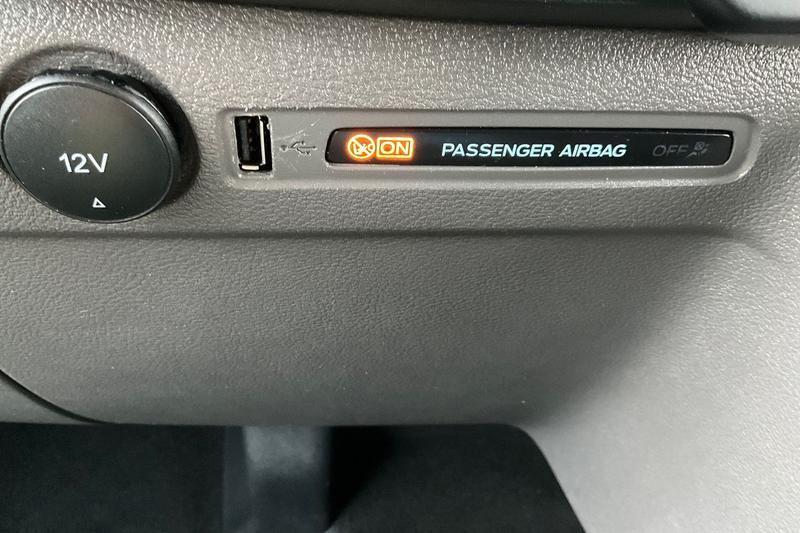 12V
ON PASSENGER AIRBAG OFF